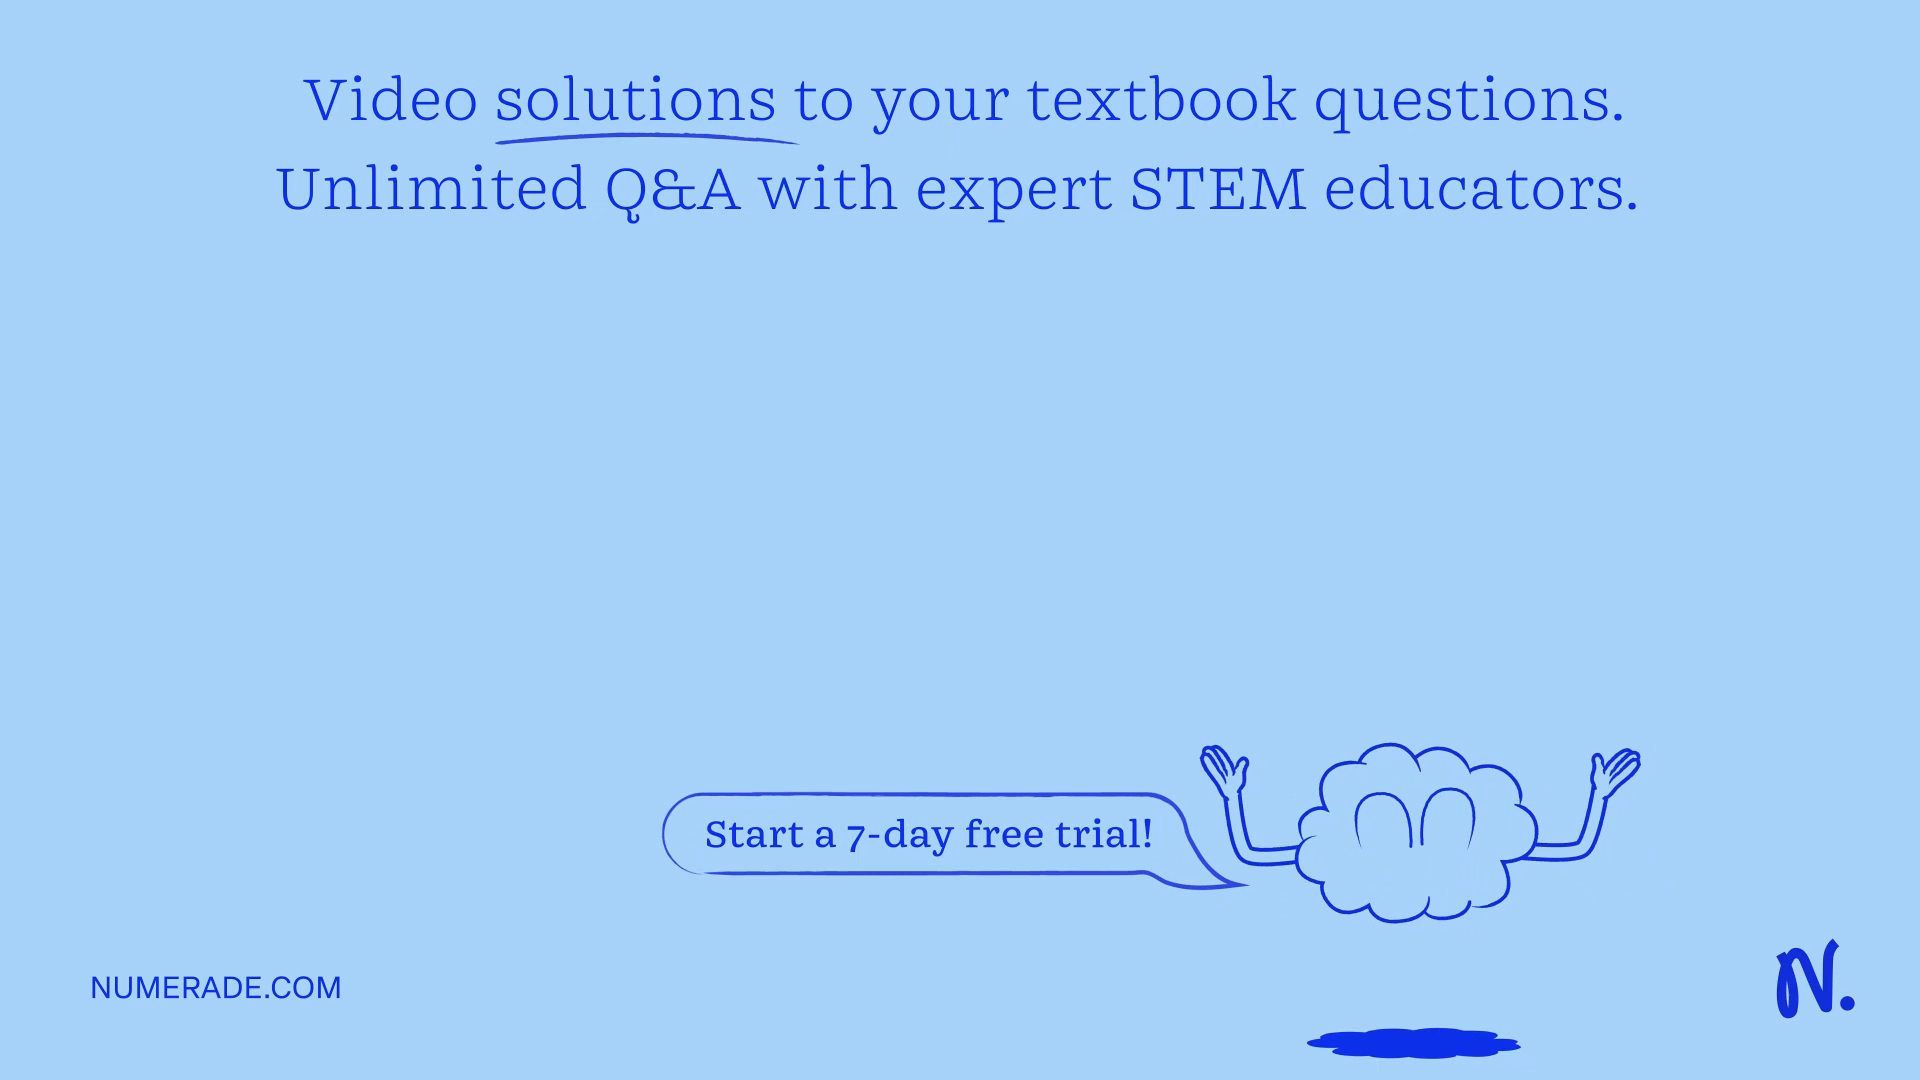 Video solutions to your textbook questions.
Unlimited Q&A with expert STEM educators.
Start a 7-day free trial!
NUMERADE.COM
N.